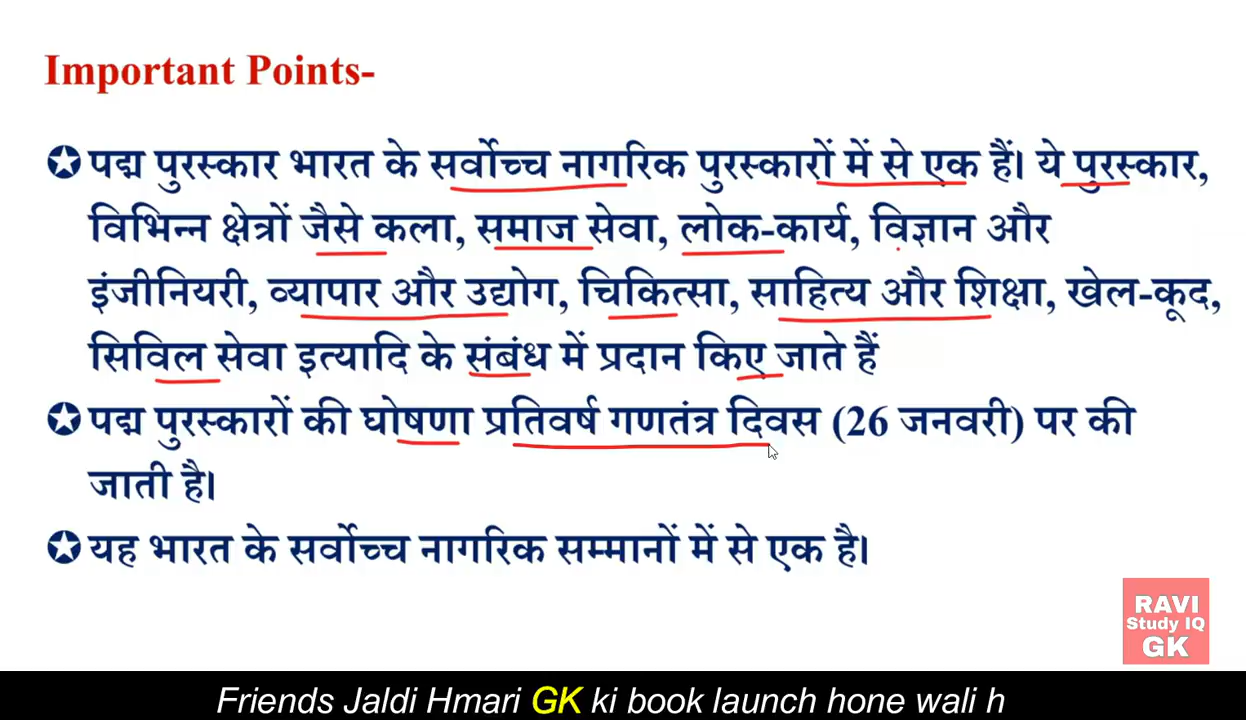 Important Points-
पद्म पुरस्कार भारत के सर्वोच्च नागरिक पुरस्कारों में से एक हैं। ये पुरस्कार,
विभिन्न क्षेत्रों जैसे कला, समाज सेवा, लोक-कार्य, विज्ञान और
इंजीनियरी, व्यापार और उद्योग, चिकित्सा, साहित्य और शिक्षा, खेल-कूद,
सिविल सेवा इत्यादि के संबंध में प्रदान किए जाते हैं
पद्म पुरस्कारों की घोषणा प्रतिवर्ष गणतंत्र दिवस (26 जनवरी) पर की
जाती है।
यह भारत के सर्वोच्च नागरिक सम्मानों में से एक है।
RAVI
Study IQ
GK
Friends Jaldi Hmari GK ki book launch hone wali h